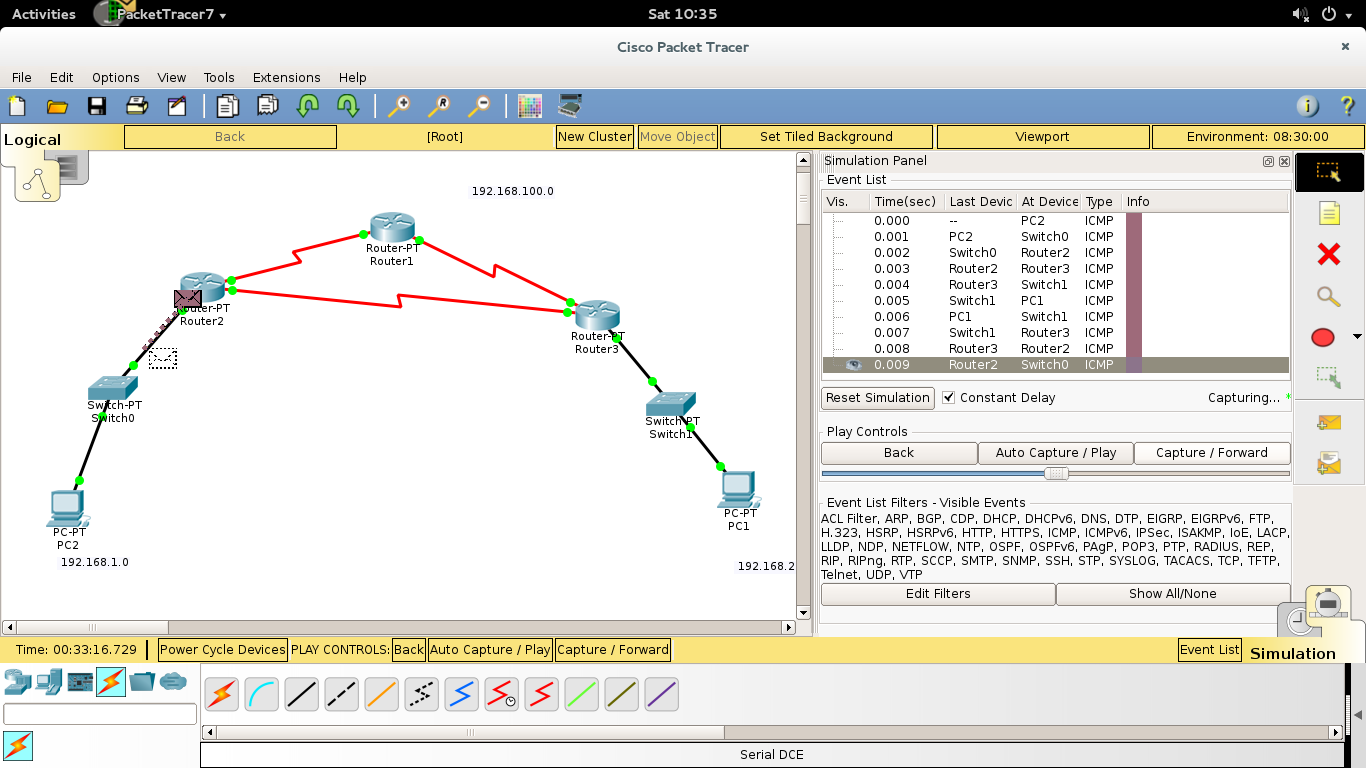 Activities PacketTracer7 Sat 10:35
Cisco Packet Tracer
File Edit Options View Tools Extensions Help
Logical Back [Root] New Cluster Move Object Set Tiled Background Viewport Environment: 08:30:00
192.168.100.0
Router-PT
Router1
Router-PT
Router2
Router-PT
Router3
Switch-PT
Switch0
Switch-PT
Switch1
PC-PT
PC2
192.168.1.0
PC-PT
PC1
192.168.2
Simulation Panel
Event List
Vis. Time(sec) Last Devic At Device Type Info
0.000 -- PC2 ICMP
0.001 PC2 Switch0 ICMP
0.002 Switch0 Router2 ICMP
0.003 Router2 Router3 ICMP
0.004 Router3 Switch1 ICMP
0.005 Switch1 PC1 ICMP
0.006 PC1 Switch1 ICMP
0.007 Switch1 Router3 ICMP
0.008 Router3 Router2 ICMP
0.009 Router2 Switch0 ICMP
Reset Simulation Constant Delay Capturing... *
Play Controls
Back Auto Capture / Play Capture / Forward
Event List Filters - Visible Events
ACL Filter, ARP, BGP, CDP, DHCP, DHCPv6, DNS, DTP, EIGRP, EIGRPv6, FTP,
H.323, HSRP, HSRPv6, HTTP, HTTPS, ICMP, ICMPv6, IPSec, ISAKMP, IoE, LACP,
LLDP, NDP, NETFLOW, NTP, OSPF, OSPFv6, PAgP, POP3, PTP, RADIUS, REP,
RIP, RIPng, RTP, SCCP, SMTP, SNMP, SSH, STP, SYSLOG, TACACS, TCP, TFTP,
Telnet, UDP, VTP
Edit Filters Show All/None
Time: 00:33:16.729 Power Cycle Devices PLAY CONTROLS: Back Auto Capture / Play Capture / Forward Event List Simulation
Serial DCE